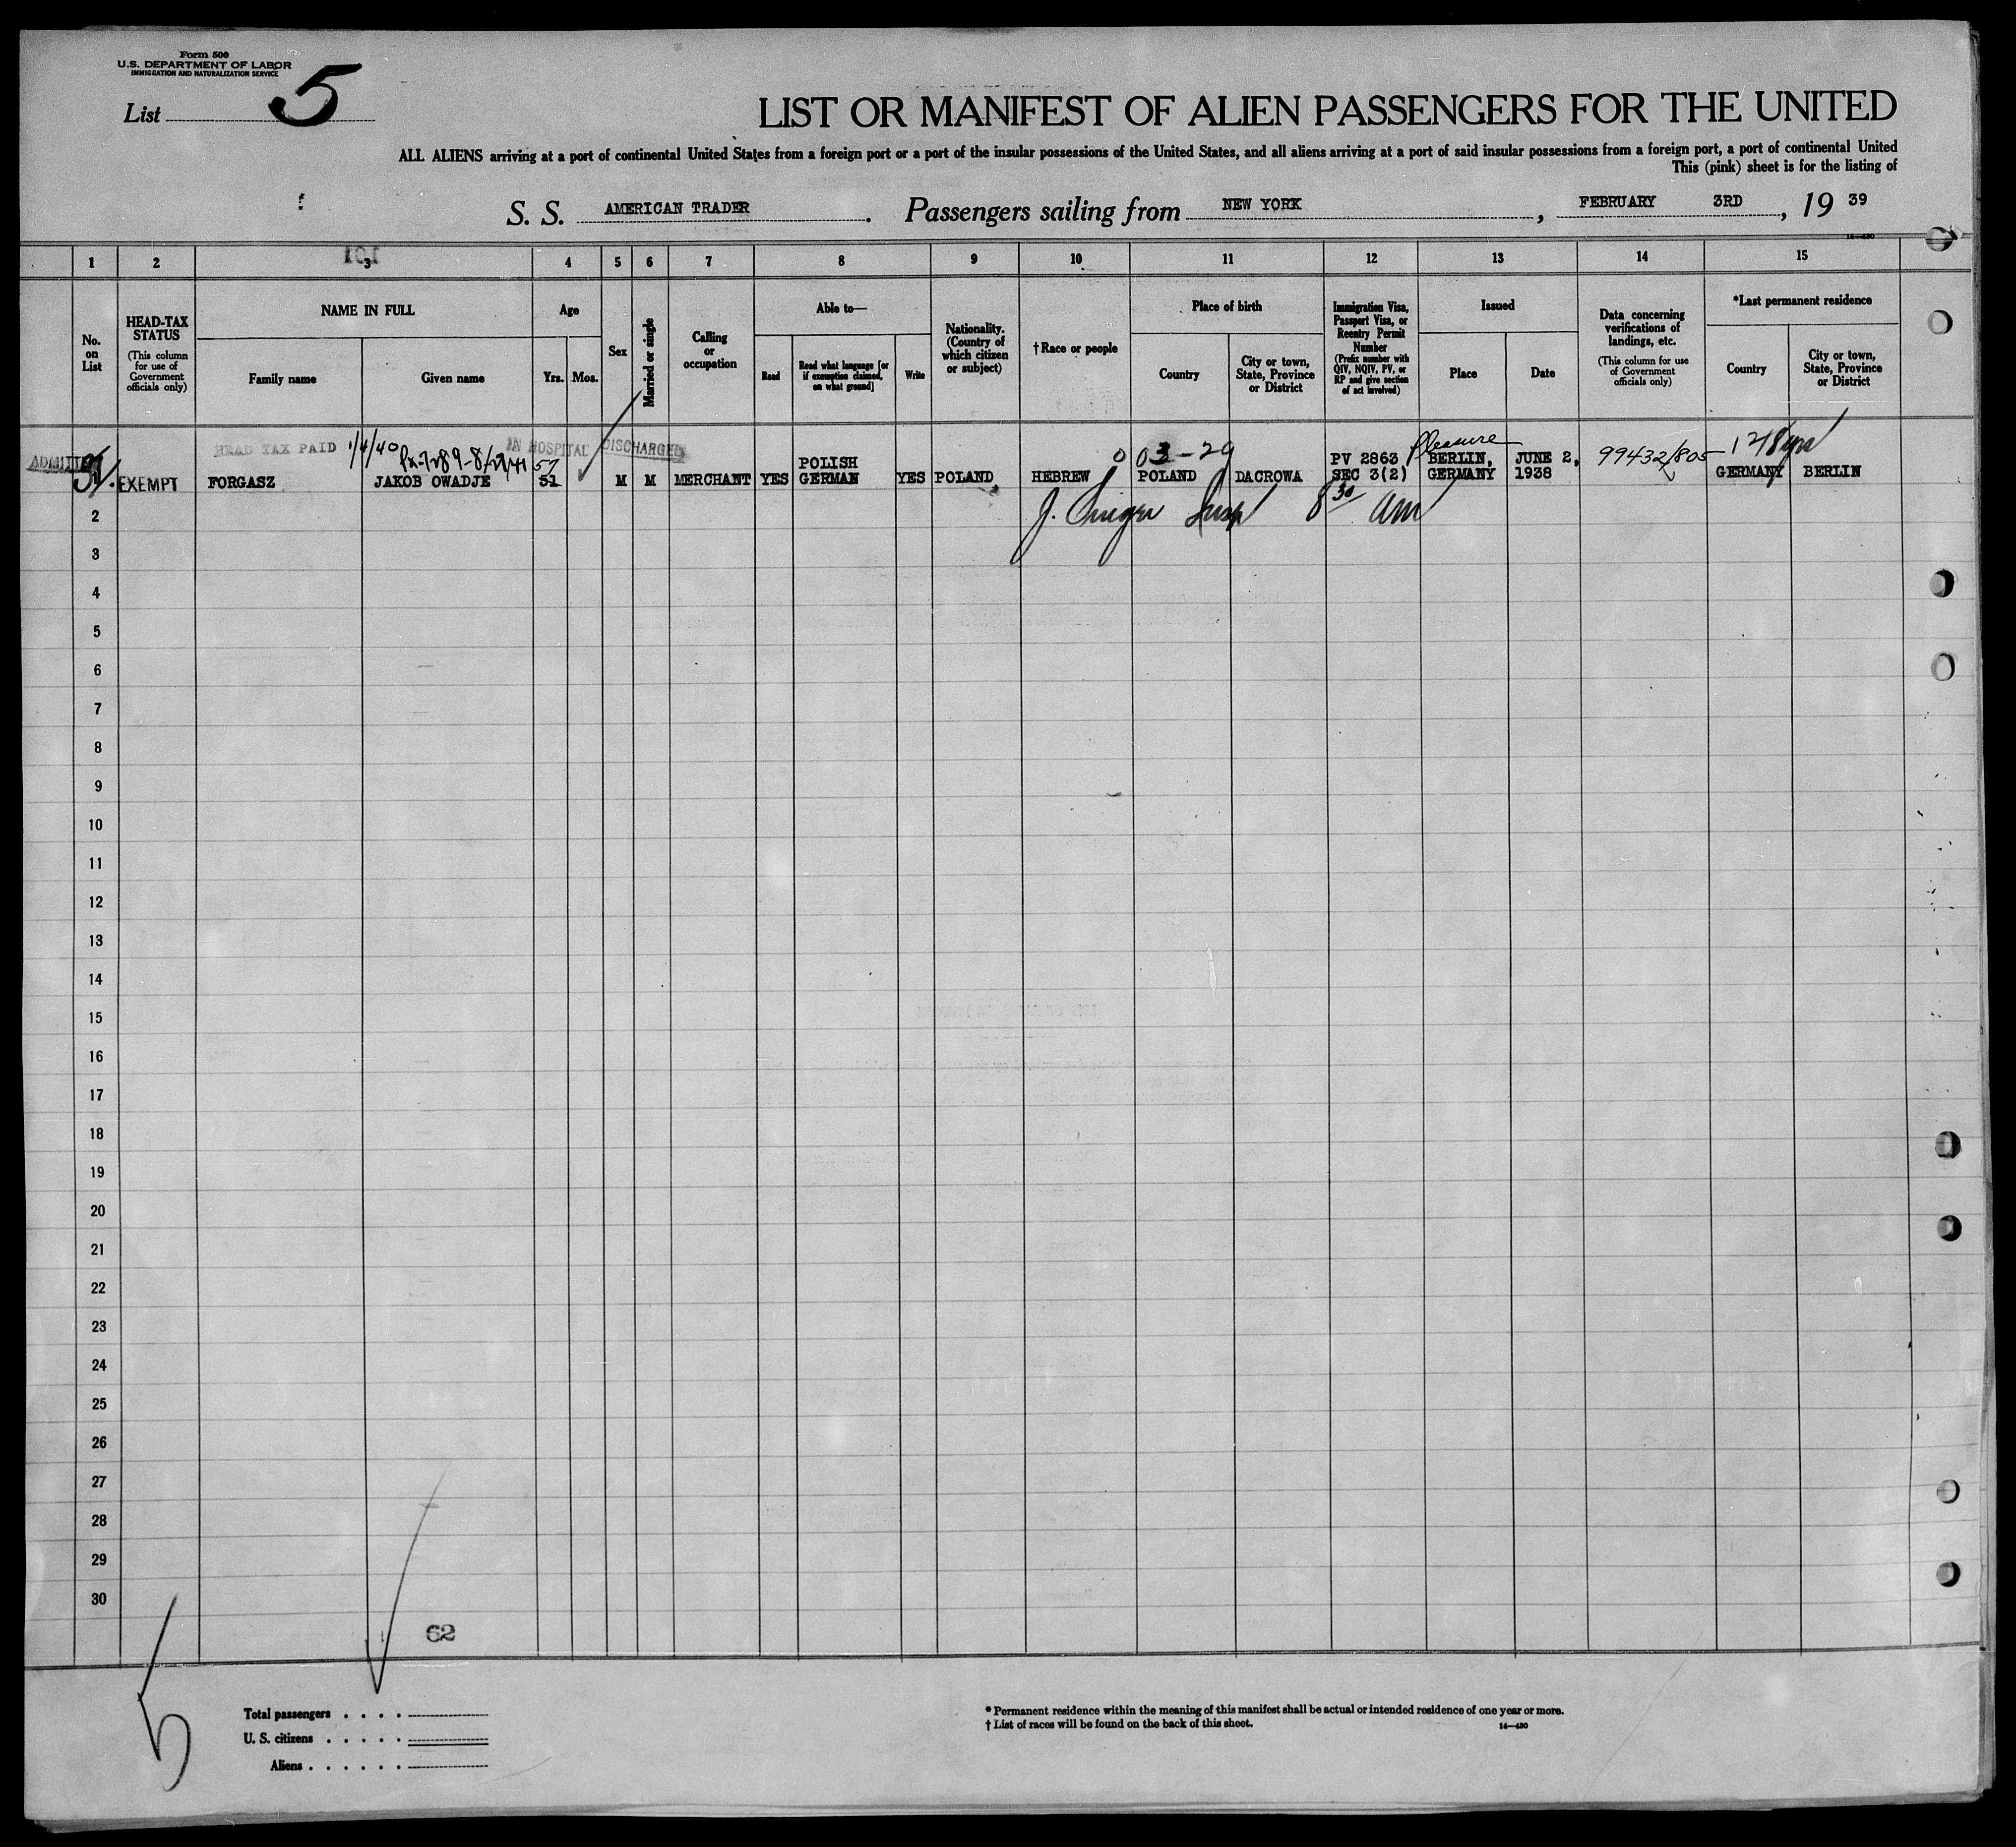 Form 500
U.S. DEPARTMENT OF LABOR
IMMIGRATION AND NATURALIZATION SERVICE
List 5
LIST OR MANIFEST OF ALIEN PASSENGERS FOR THE UNITED
ALL ALIENS arriving at a port of continental United States from a foreign port or a port of the insular possessions of the United States, and all aliens arriving at a port of said insular possessions from a foreign port, a port of continental United
This (pink) sheet is for the listing of
S. S. AMERICAN TRADER. Passengers sailing from NEW YORK, FEBRUARY 3RD, 19 39
1 2 3 4 5 6 7 8 9 10 11 12 13 14 15
No. on List
HEAD-TAX STATUS
(This column for use of Government officials only)
NAME IN FULL
Family name
Given name
Age
Yrs. Mos.
Sex
Married or single
Calling or occupation
Able to—
Read
Read what language [or if exemption claimed, on what ground]
Write
Nationality. (Country of which citizen or subject)
†Race or people
Place of birth
Country
City or town, State, Province or District
Immigration Visa, Passport Visa, or Reentry Permit Number
(Prefix number with QIV, NQIV, PV, or RP and give section of act involved)
Issued
Place
Date
Data concerning verifications of landings, etc.
(This column for use of Government officials only)
*Last permanent residence
Country
City or town, State, Province or District
HEAD TAX PAID 1/4/40 IN HOSPITAL DISCHARGED
03-29 Pleasure
ADMITTED
57
POLISH PV 2863 BERLIN, JUNE 2, 99432/805
EXEMPT FORGASZ JAKOB OWADJE 51 M M MERCHANT YES GERMAN YES POLAND HEBREW POLAND DACROWA SEC 3(2) GERMANY 1938 GERMANY BERLIN
8 30 am
2
3
4
5
6
7
8
9
10
11
12
13
14
15
16
17
18
19
20
21
22
23
24
25
26
27
28
29
30
62
5
Total passengers
U. S. citizens
Aliens
* Permanent residence within the meaning of this manifest shall be actual or intended residence of one year or more.
† List of races will be found on the back of this sheet.
14—430